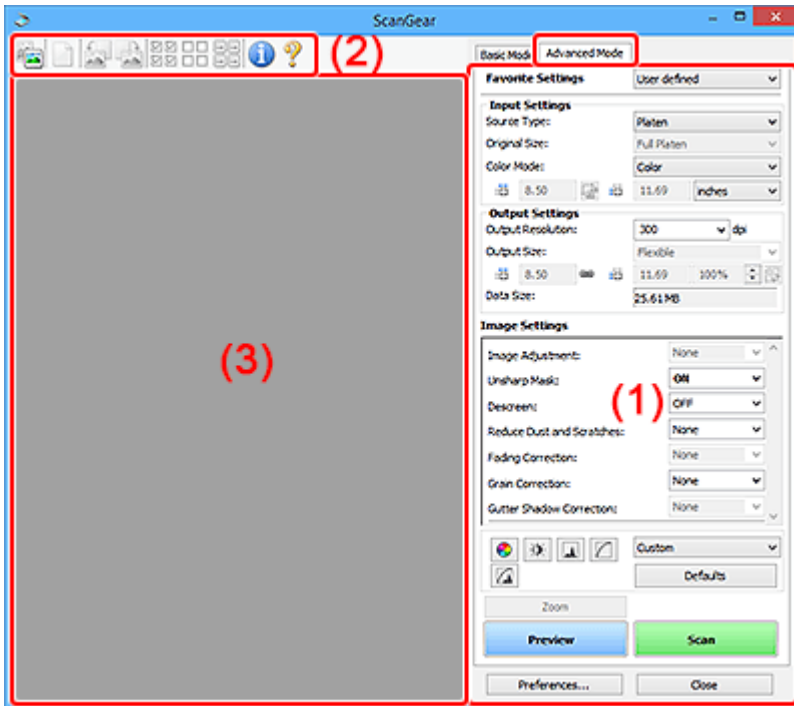 ScanGear
(2)
Basic Mode Advanced Mode
Favorite Settings User defined
Input Settings
Source Type: Platen
Original Size: Full Platen
Color Mode: Color
8.50 11.69 inches
Output Settings
Output Resolution: 300 dpi
Output Size: Flexible
8.50 11.69 100%
Data Size: 25.61 MB
Image Settings
Image Adjustment: None
Unsharp Mask: ON
(3)
(1)
Descreen: OFF
Reduce Dust and Scratches: None
Fading Correction: None
Grain Correction: None
Gutter Shadow Correction: None
Custom
Defaults
Zoom
Preview Scan
Preferences... Close